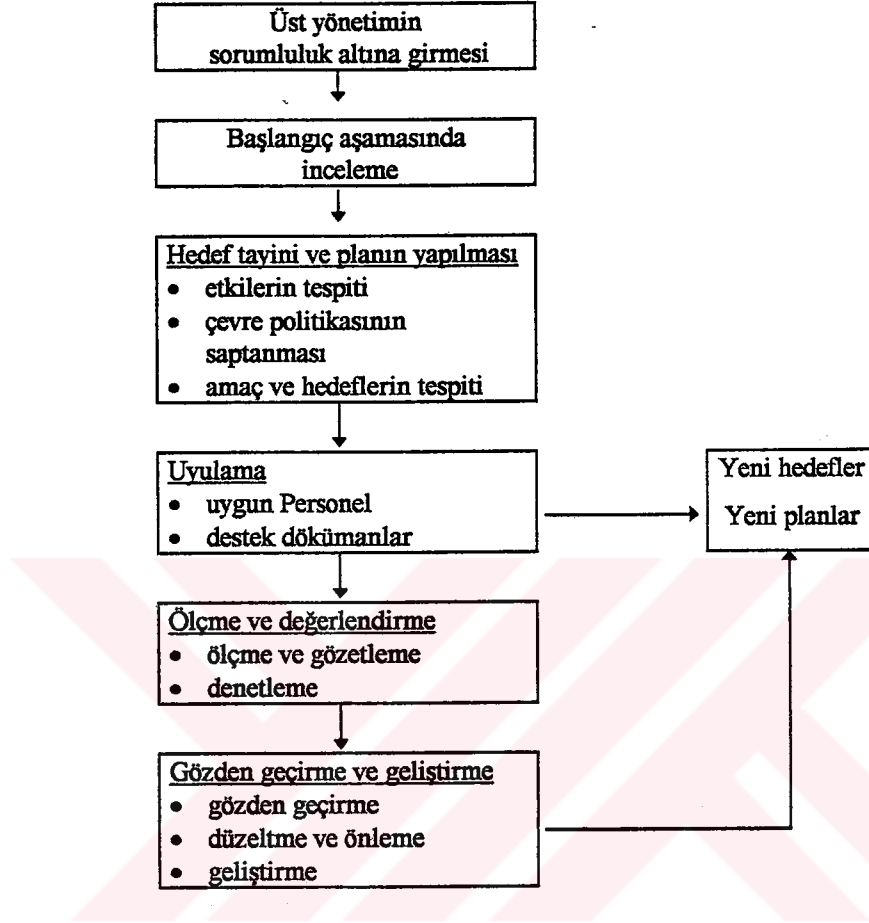 Üst yönetimin
sorumluluk altına girmesi
Başlangıç aşamasında
inceleme
Hedef tayini ve planın yapılması
• etkilerin tespiti
• çevre politikasının
saptanması
• amaç ve hedeflerin tespiti
Uyulama
• uygun Personel
• destek dökümanlar
Yeni hedefler
Yeni planlar
Ölçme ve değerlendirme
• ölçme ve gözetleme
• denetleme
Gözden geçirme ve geliştirme
• gözden geçirme
• düzeltme ve önleme
• geliştirme